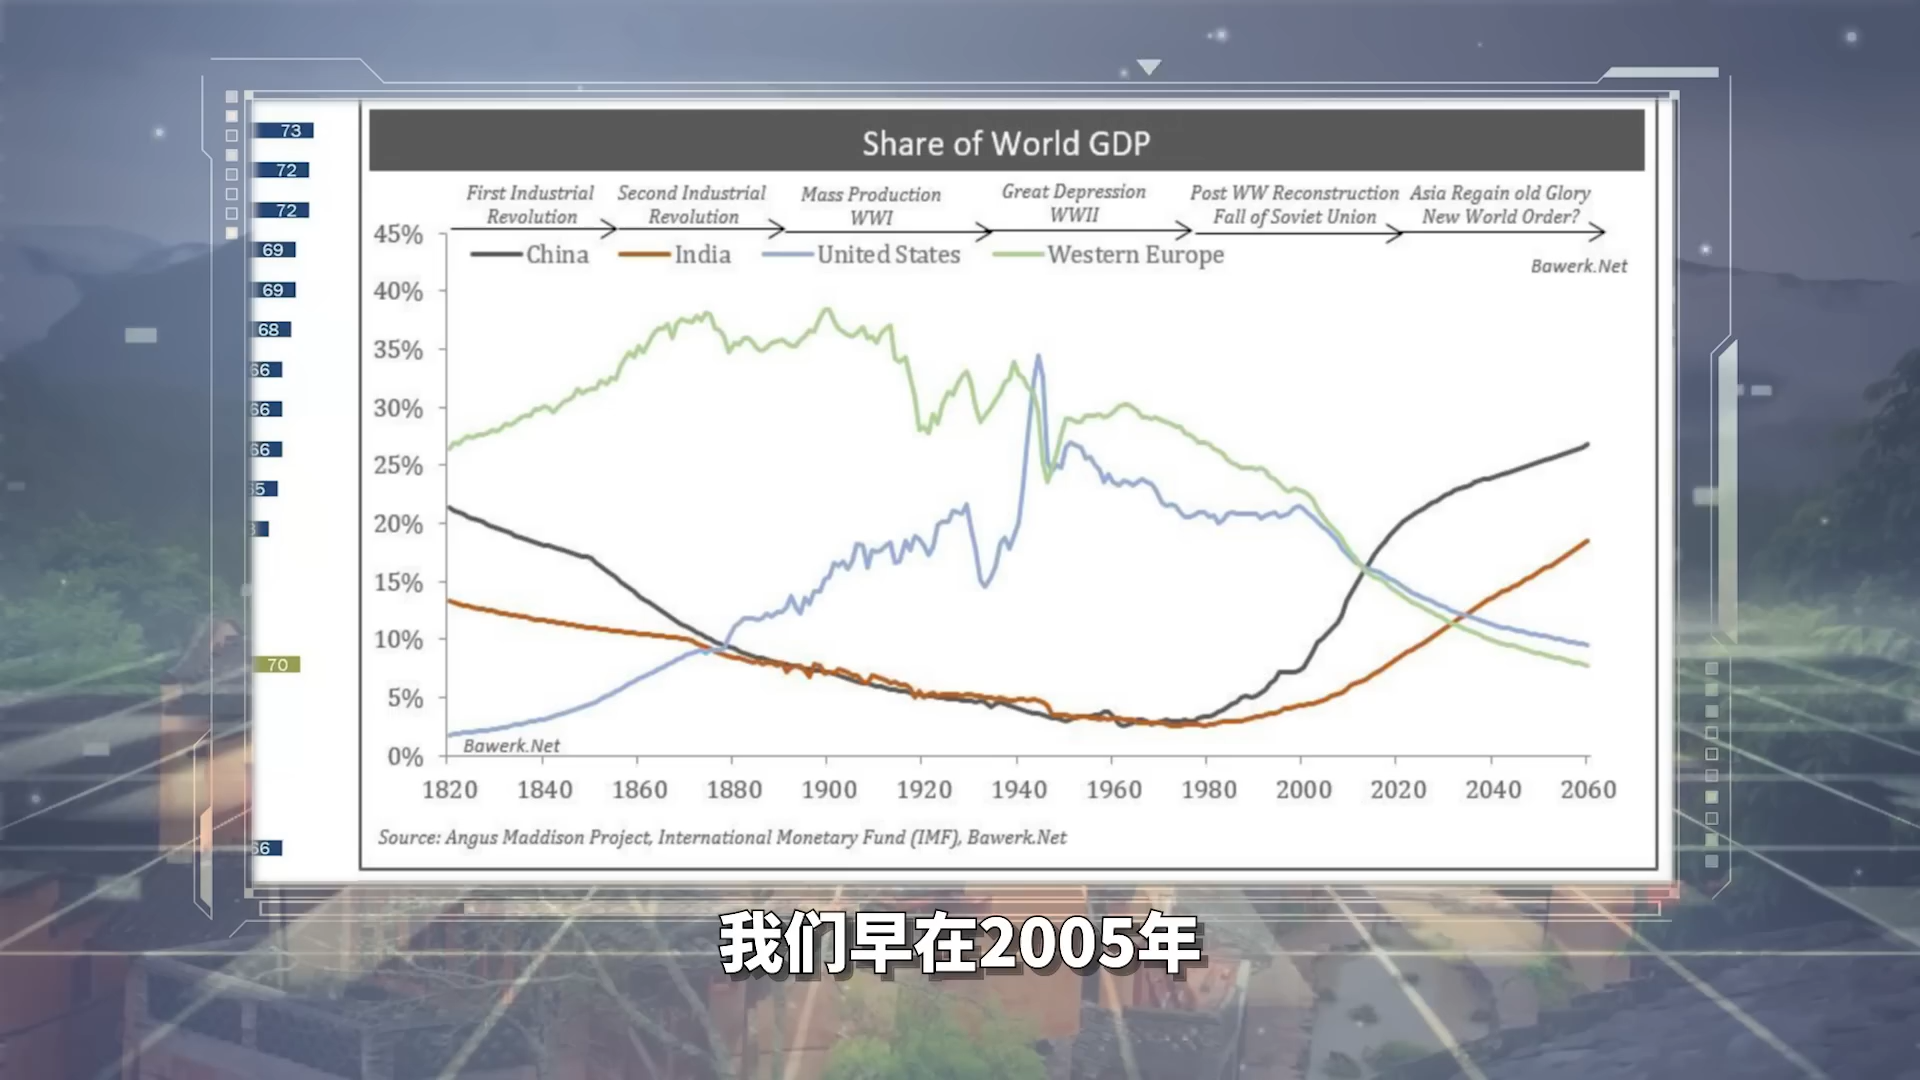 73
72
72
69
69
68
66
66
66
70
66
Share of World GDP
First Industrial Revolution
Second Industrial Revolution
Mass Production WWI
Great Depression WWII
Post WW Reconstruction Fall of Soviet Union
Asia Regain old Glory New World Order?
China
India
United States
Western Europe
Bawerk.Net
45%
40%
35%
30%
25%
20%
15%
10%
5%
0%
Bawerk.Net
1820 1840 1860 1880 1900 1920 1940 1960 1980 2000 2020 2040 2060
Source: Angus Maddison Project, International Monetary Fund (IMF), Bawerk.Net
我们早在2005年